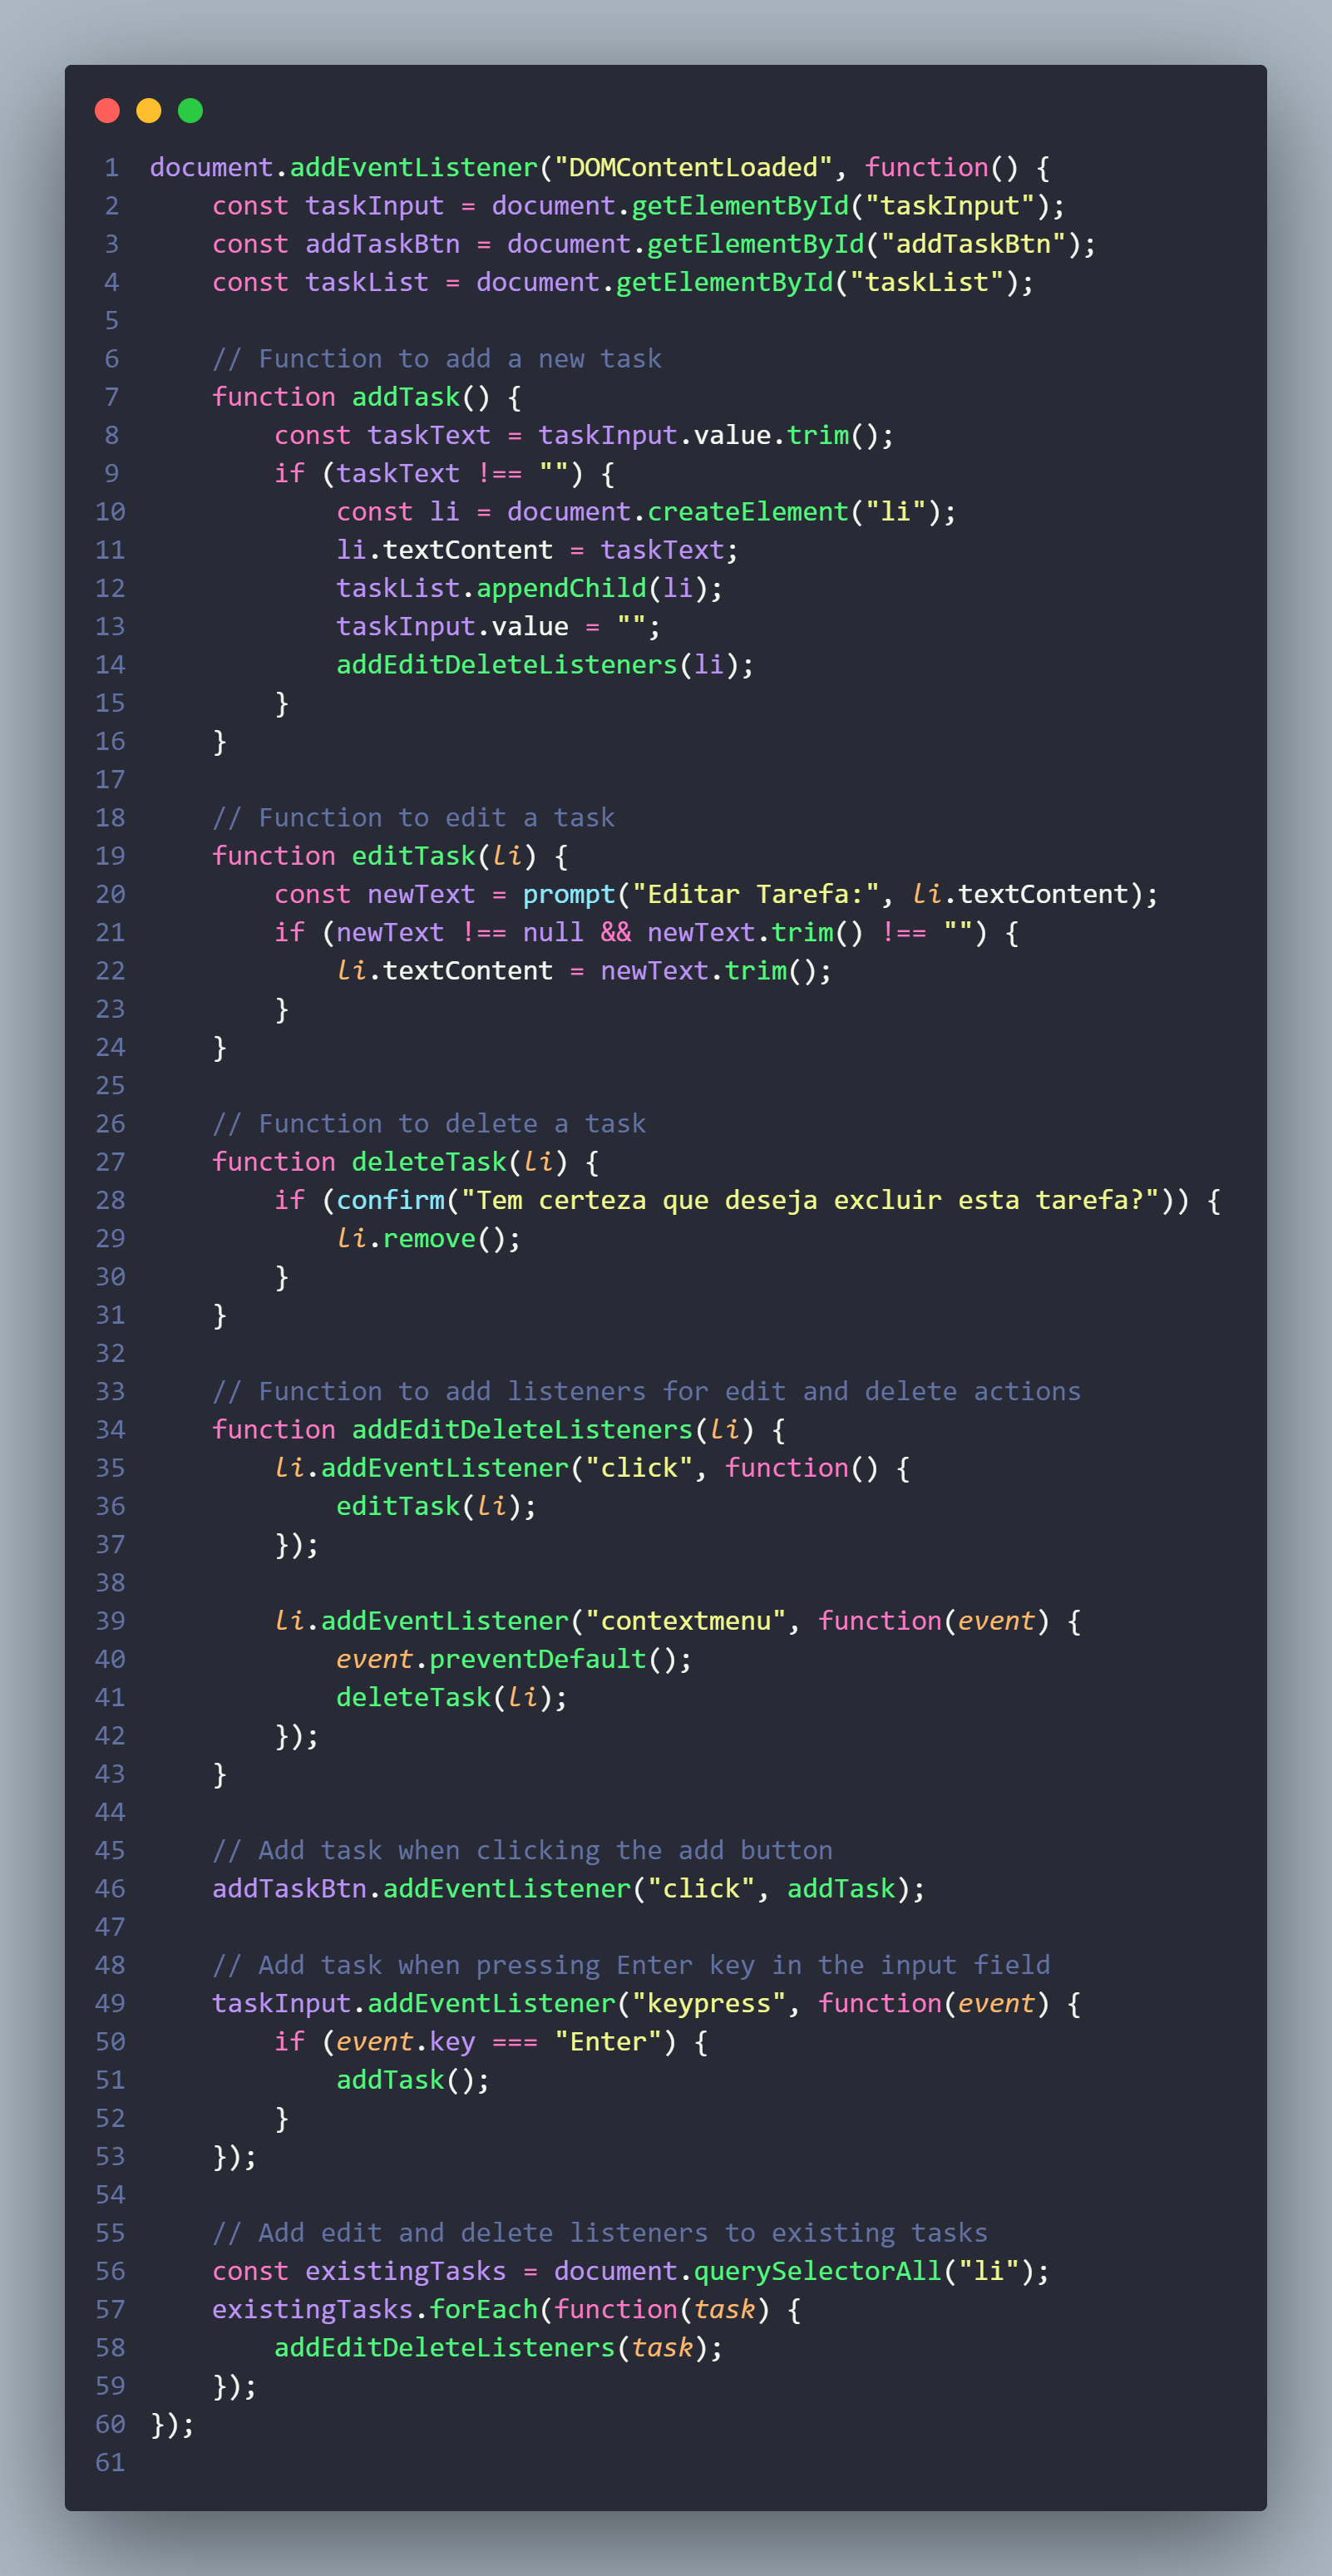 1 document.addEventListener("DOMContentLoaded", function() {
2     const taskInput = document.getElementById("taskInput");
3     const addTaskBtn = document.getElementById("addTaskBtn");
4     const taskList = document.getElementById("taskList");
5
6     // Function to add a new task
7     function addTask() {
8         const taskText = taskInput.value.trim();
9         if (taskText !== "") {
10             const li = document.createElement("li");
11             li.textContent = taskText;
12             taskList.appendChild(li);
13             taskInput.value = "";
14             addEditDeleteListeners(li);
15         }
16     }
17
18     // Function to edit a task
19     function editTask(li) {
20         const newText = prompt("Editar Tarefa:", li.textContent);
21         if (newText !== null && newText.trim() !== "") {
22             li.textContent = newText.trim();
23         }
24     }
25
26     // Function to delete a task
27     function deleteTask(li) {
28         if (confirm("Tem certeza que deseja excluir esta tarefa?")) {
29             li.remove();
30         }
31     }
32
33     // Function to add listeners for edit and delete actions
34     function addEditDeleteListeners(li) {
35         li.addEventListener("click", function() {
36             editTask(li);
37         });
38
39         li.addEventListener("contextmenu", function(event) {
40             event.preventDefault();
41             deleteTask(li);
42         });
43     }
44
45     // Add task when clicking the add button
46     addTaskBtn.addEventListener("click", addTask);
47
48     // Add task when pressing Enter key in the input field
49     taskInput.addEventListener("keypress", function(event) {
50         if (event.key === "Enter") {
51             addTask();
52         }
53     });
54
55     // Add edit and delete listeners to existing tasks
56     const existingTasks = document.querySelectorAll("li");
57     existingTasks.forEach(function(task) {
58         addEditDeleteListeners(task);
59     });
60 });
61